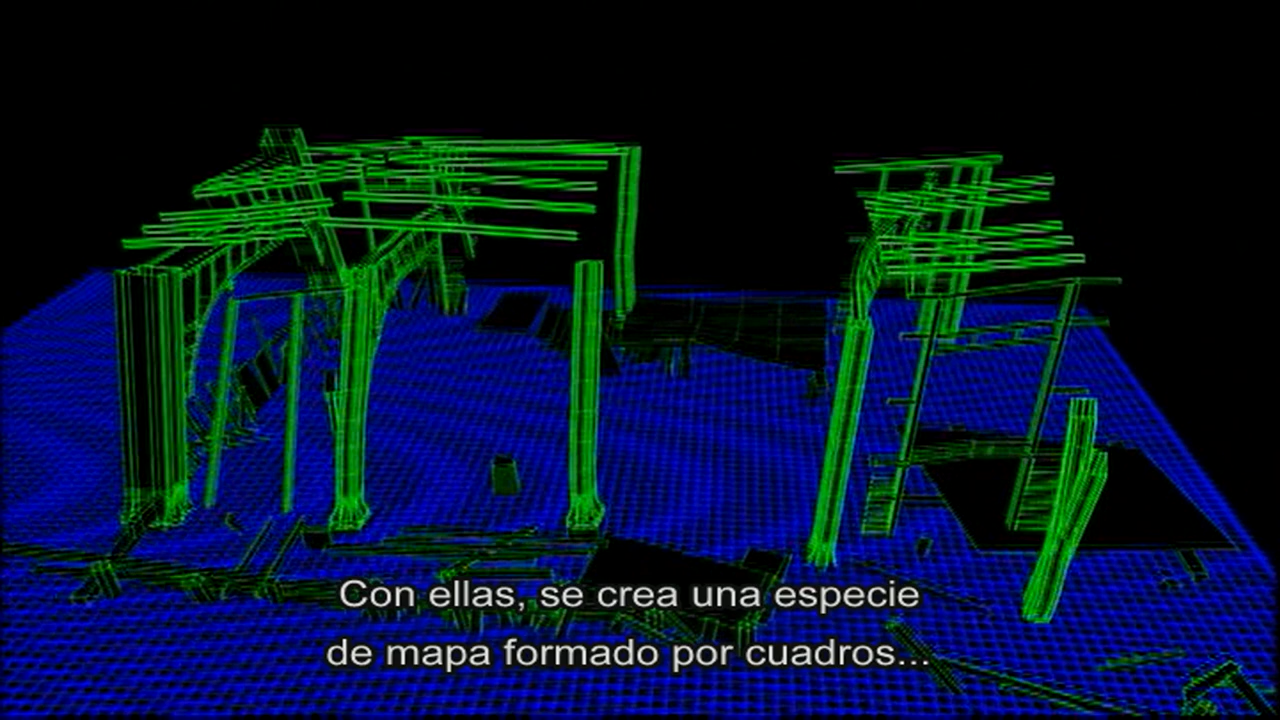 Con ellas, se crea una especie
de mapa formado por cuadros...